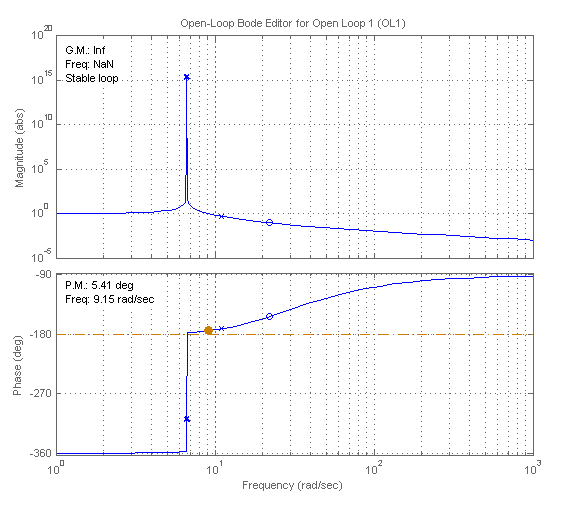 Open-Loop Bode Editor for Open Loop 1 (OL1)
10^20
10^15
10^10
10^5
10^0
10^-5
Magnitude (abs)
G.M.: Inf
Freq: NaN
Stable loop
-90
-180
-270
-360
Phase (deg)
P.M.: 5.41 deg
Freq: 9.15 rad/sec
10^0
10^1
10^2
10^3
Frequency (rad/sec)